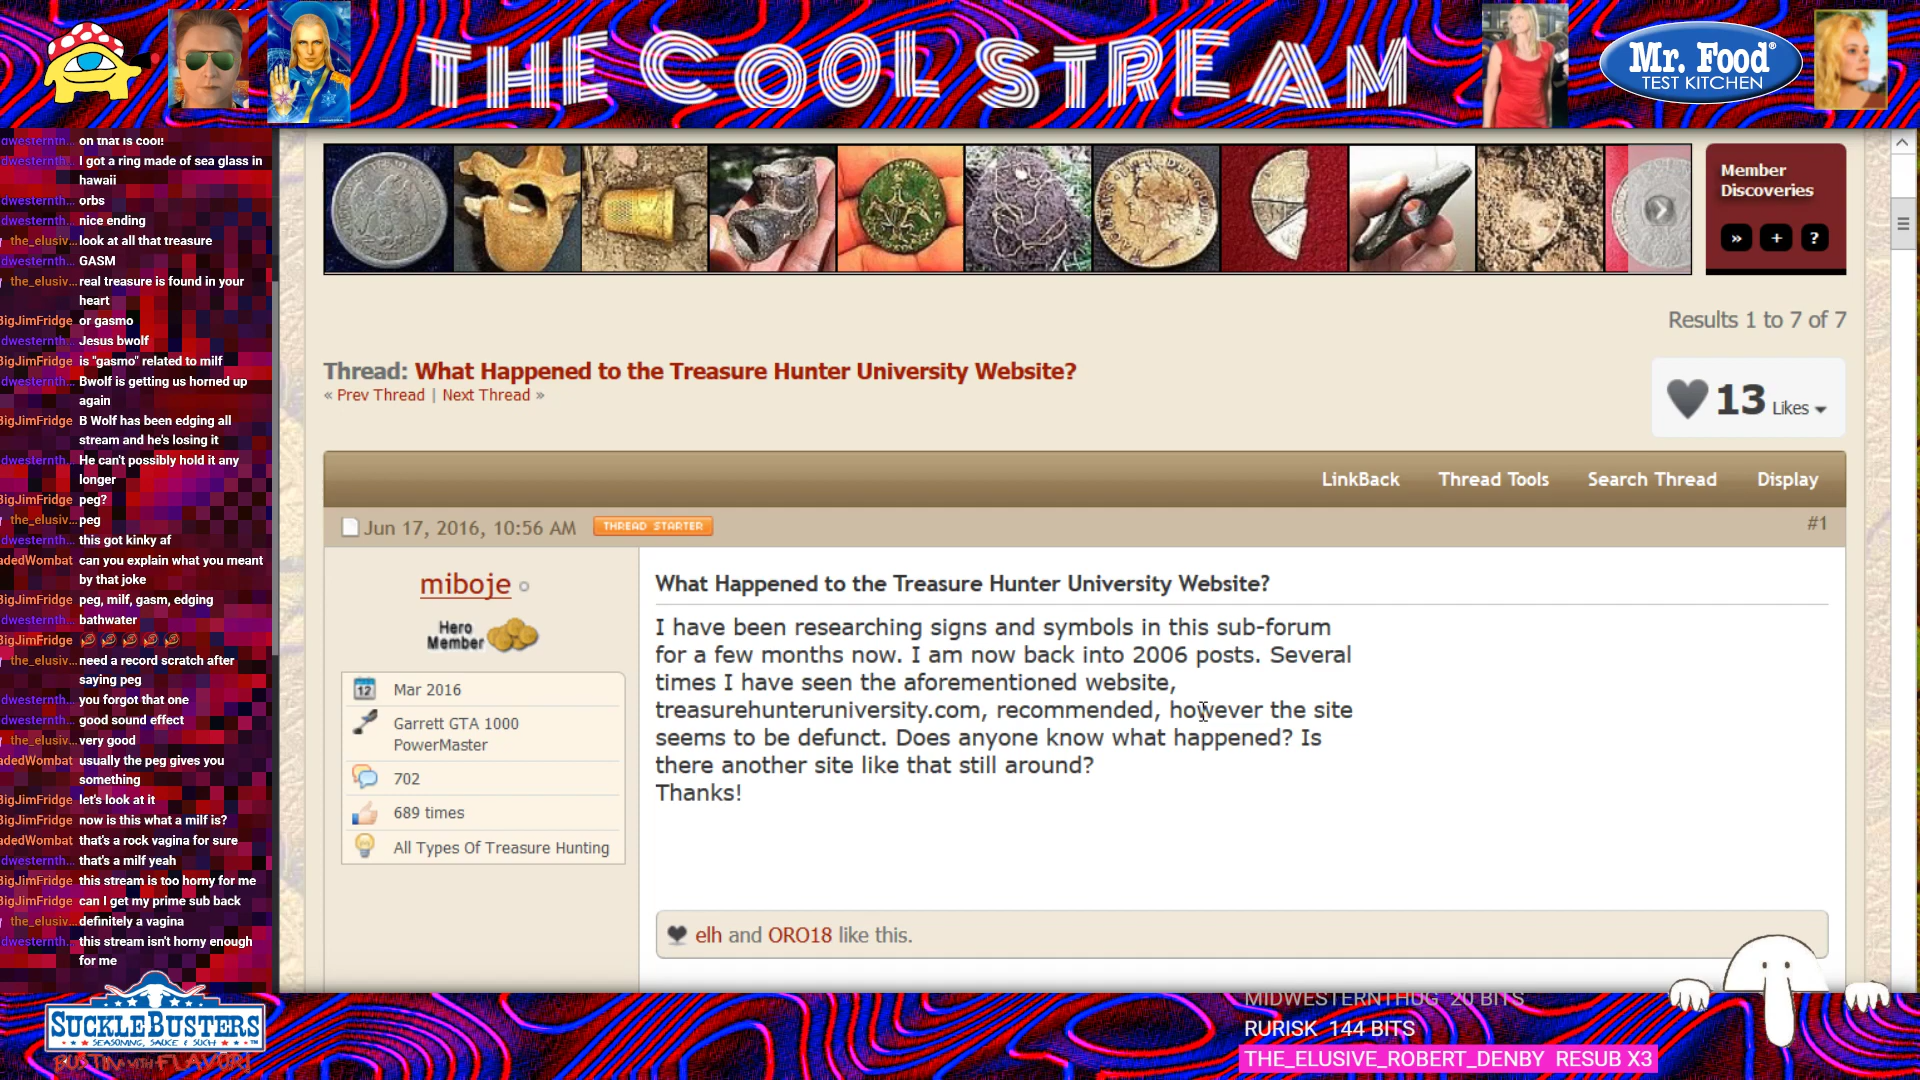 THE COOL STREAM
Mr. Food®
TEST KITCHEN
dwesternth... on that is cool!
dwesternth... I got a ring made of sea glass in
hawaii
dwesternth... orbs
dwesternth... nice ending
the_elusiv... look at all that treasure
dwesternth... GASM
the_elusiv... real treasure is found in your
heart
BigJimFridge or gasmo
dwesternth... Jesus bwolf
BigJimFridge is "gasmo" related to milf
dwesternth... Bwolf is getting us horned up
again
BigJimFridge B Wolf has been edging all
stream and he's losing it
dwesternth... He can't possibly hold it any
longer
BigJimFridge peg?
the_elusiv... peg
dwesternth... this got kinky af
adedWombat can you explain what you meant
by that joke
BigJimFridge peg, milf, gasm, edging
dwesternth... bathwater
BigJimFridge
the_elusiv... need a record scratch after
saying peg
dwesternth... you forgot that one
dwesternth... good sound effect
the_elusiv... very good
adedWombat usually the peg gives you
something
BigJimFridge let's look at it
BigJimFridge now is this what a milf is?
adedWombat that's a rock vagina for sure
dwesternth... that's a milf yeah
BigJimFridge this stream is too horny for me
BigJimFridge can I get my prime sub back
the_elusiv... definitely a vagina
dwesternth... this stream isn't horny enough
for me
Member
Discoveries
» + ?
Results 1 to 7 of 7
Thread: What Happened to the Treasure Hunter University Website?
« Prev Thread | Next Thread »
13 Likes
LinkBack Thread Tools Search Thread Display
Jun 17, 2016, 10:56 AM THREAD STARTER #1
miboje
Hero
Member
12 Mar 2016
Garrett GTA 1000
PowerMaster
702
689 times
All Types Of Treasure Hunting
What Happened to the Treasure Hunter University Website?
I have been researching signs and symbols in this sub-forum
for a few months now. I am now back into 2006 posts. Several
times I have seen the aforementioned website,
treasurehunteruniversity.com, recommended, however the site
seems to be defunct. Does anyone know what happened? Is
there another site like that still around?
Thanks!
elh and ORO18 like this.
SUCKLEBUSTERS
SEASONING, SAUCE & SUCH
BUSTIN WITH FLAVOR!
MIDWESTERNTHUG 20 BITS
RURISK 144 BITS
THE_ELUSIVE_ROBERT_DENBY RESUB X3